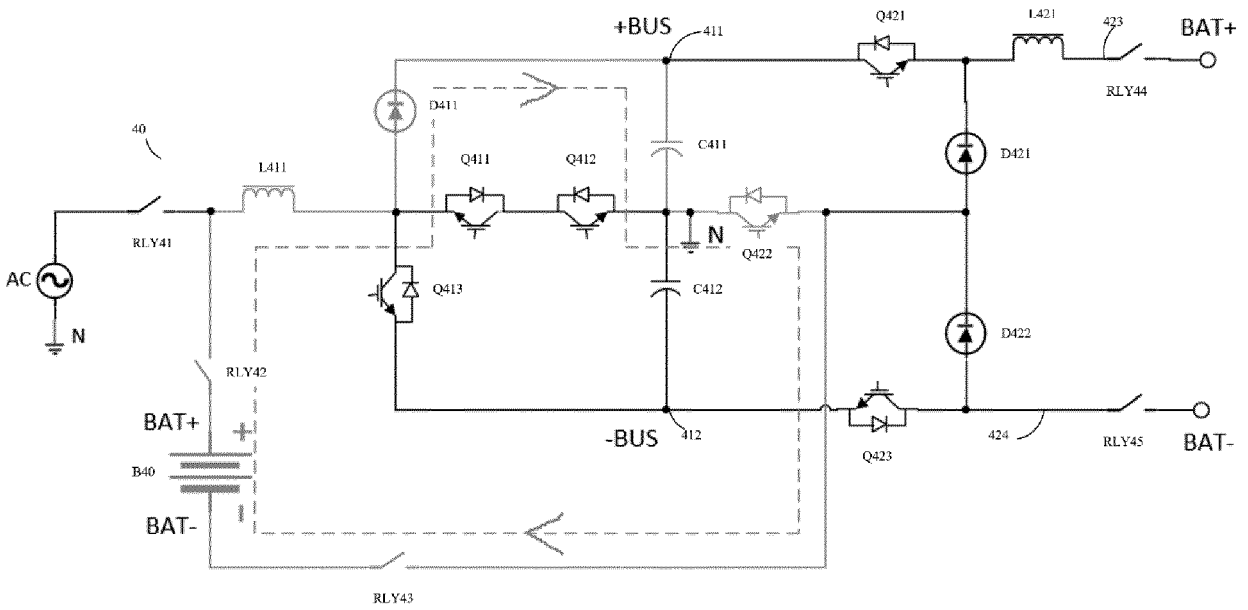 +BUS
411
Q421
L421
423
BAT+
RLY44
40
D411
C411
D421
L411
Q411
Q412
RLY41
N
Q422
AC
Q413
C412
N
D422
RLY42
BAT+
+
-BUS
412
424
RLY45
BAT-
Q423
B40
BAT-
RLY43